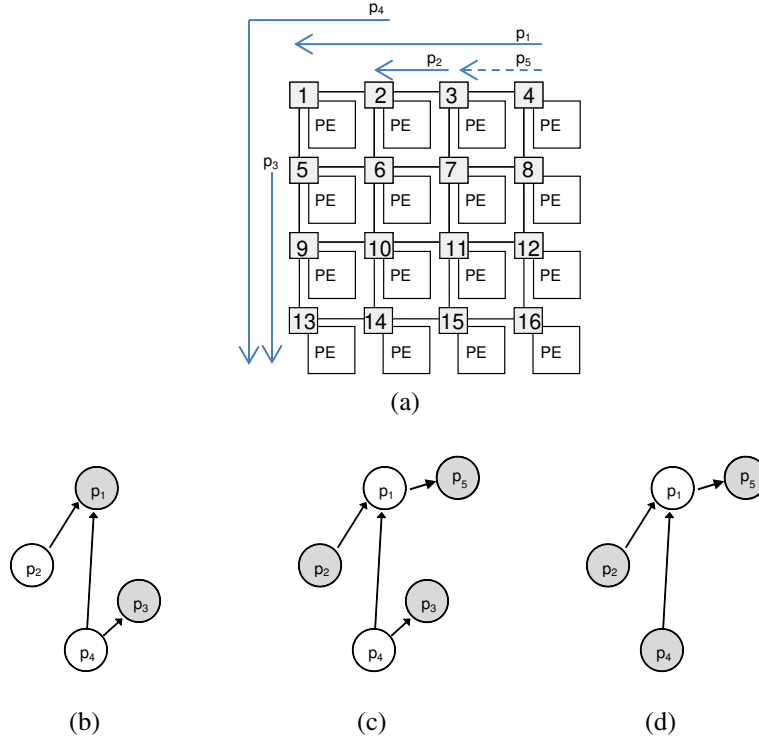 p4
p1
p2 p5
1 2 3 4
PE PE PE PE
p3
5 6 7 8
PE PE PE PE
9 10 11 12
PE PE PE PE
13 14 15 16
PE PE PE PE
(a)
p1 p1 p5 p1 p5
p2 p2 p2
p3 p3
p4 p4 p4
(b) (c) (d)